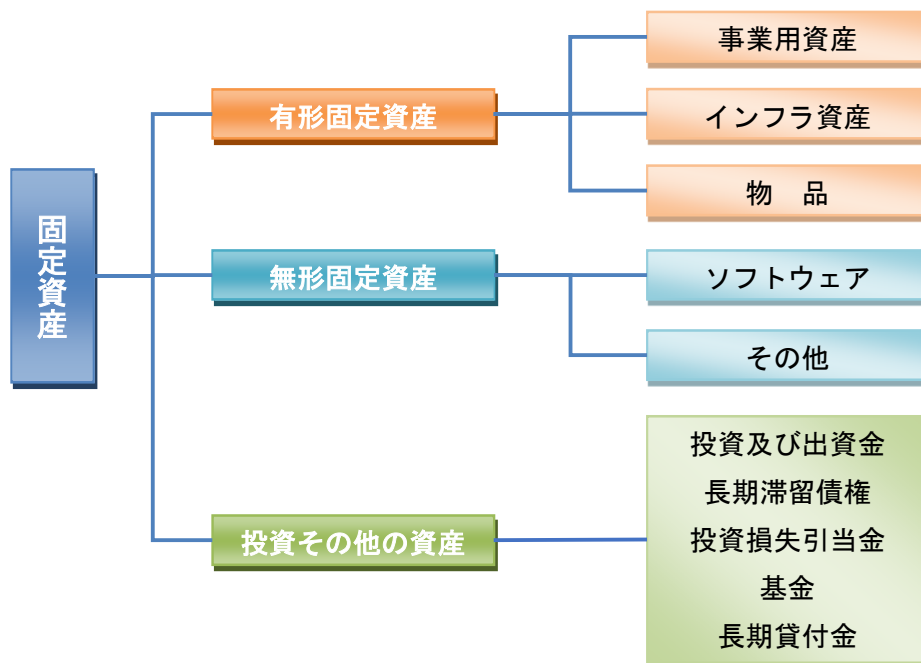 固定資産
有形固定資産
事業用資産
インフラ資産
物　品
無形固定資産
ソフトウェア
その他
投資その他の資産
投資及び出資金
長期滞留債権
投資損失引当金
基金
長期貸付金